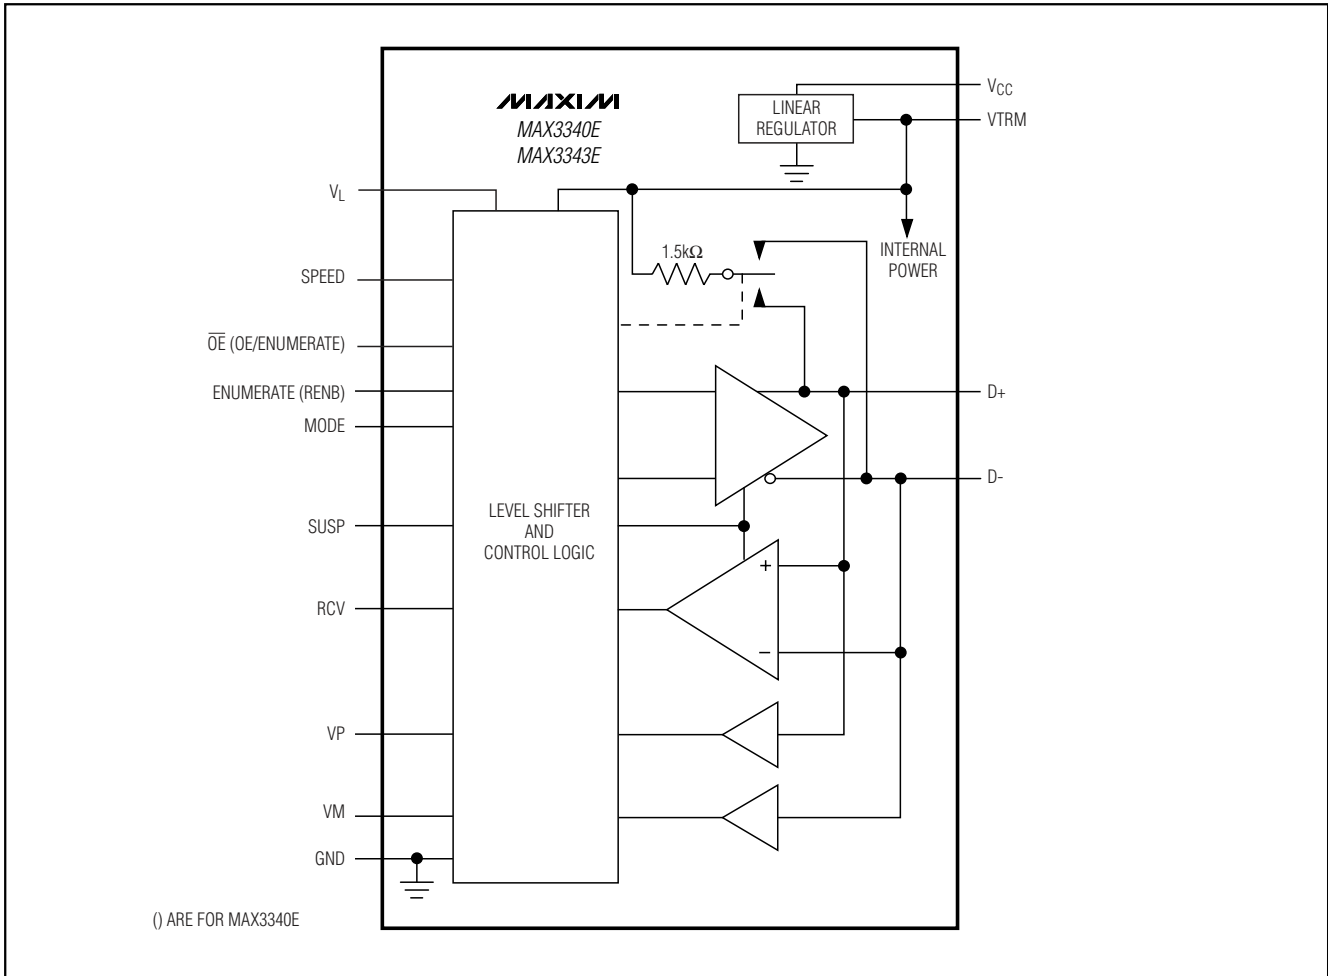 MAXIM
MAX3340E
MAX3343E
LINEAR
REGULATOR
VCC
VTRM
VL
INTERNAL
POWER
1.5kΩ
SPEED
O̅E̅ (OE/ENUMERATE)
ENUMERATE (RENB)
MODE
D+
D-
LEVEL SHIFTER
AND
CONTROL LOGIC
SUSP
+
RCV
−
VP
VM
GND
() ARE FOR MAX3340E